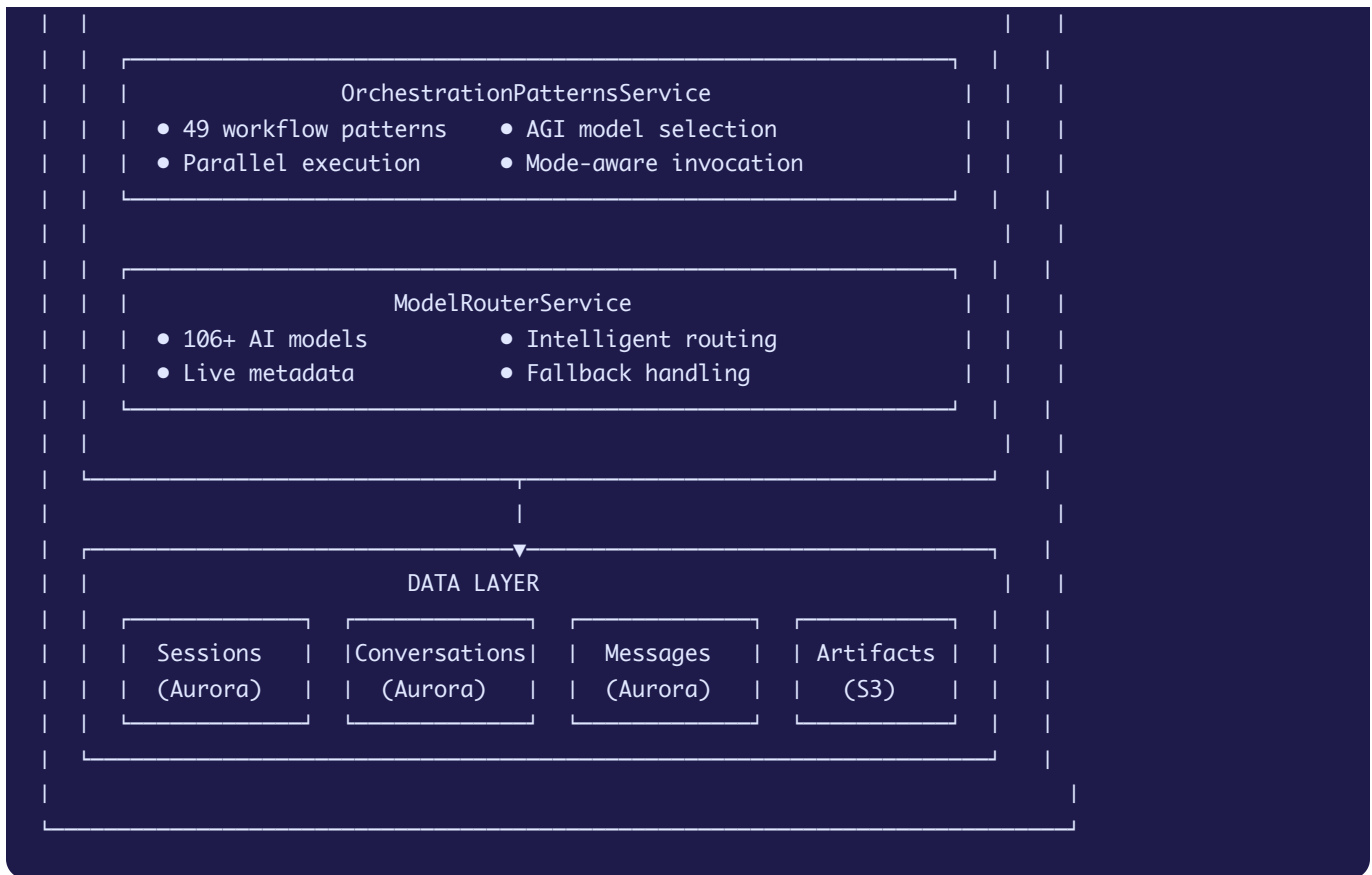 OrchestrationPatternsService
● 49 workflow patterns ● AGI model selection
● Parallel execution ● Mode-aware invocation
ModelRouterService
● 106+ AI models ● Intelligent routing
● Live metadata ● Fallback handling
DATA LAYER
Sessions Conversations Messages Artifacts
(Aurora) (Aurora) (Aurora) (S3)